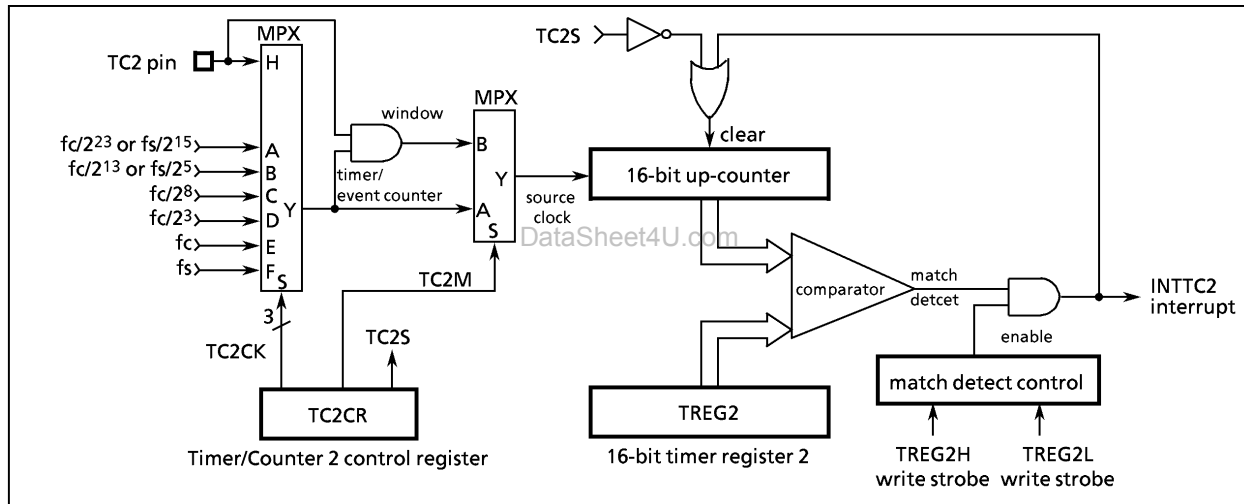 MPX
TC2 pin
H
fc/2²³ or fs/2¹⁵
A
fc/2¹³ or fs/2⁵
B
fc/2⁸
C
Y
fc/2³
D
fc
E
fs
F
S
3
TC2CK
window
timer/
event counter
MPX
B
Y
A
S
TC2M
TC2S
TC2CR
Timer/Counter 2 control register
TC2S
clear
16-bit up-counter
source
clock
DataSheet4U.com
comparator
match
detcet
enable
INTTC2
interrupt
match detect control
TREG2
16-bit timer register 2
TREG2H
write strobe
TREG2L
write strobe